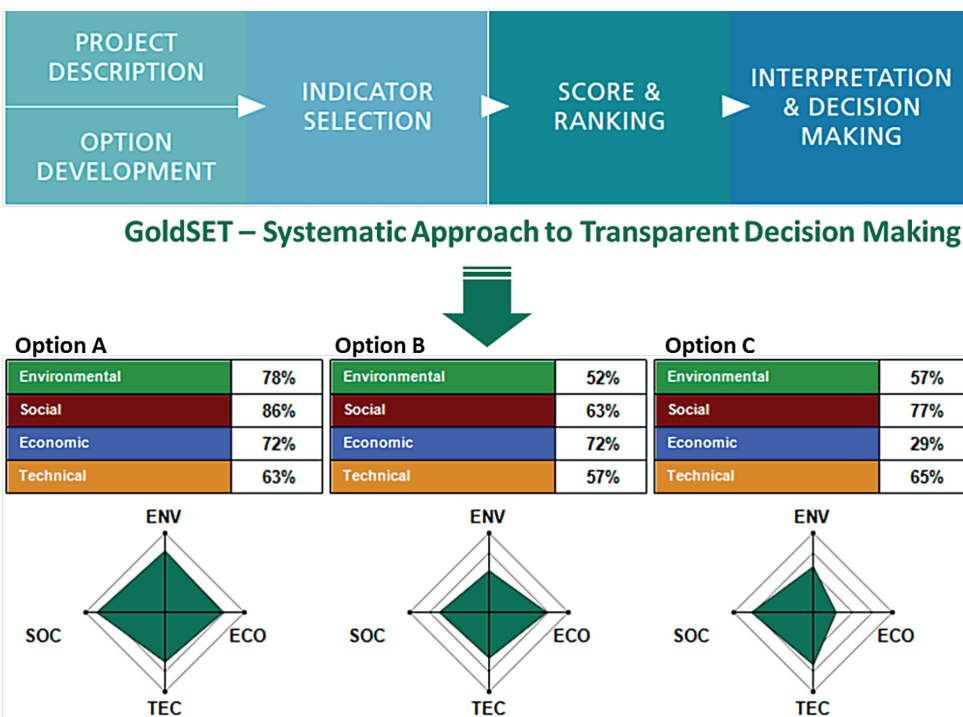 PROJECT
DESCRIPTION
OPTION
DEVELOPMENT
INDICATOR
SELECTION
SCORE &
RANKING
INTERPRETATION
& DECISION
MAKING
GoldSET – Systematic Approach to Transparent Decision Making
Option A
Environmental 78%
Social 86%
Economic 72%
Technical 63%
ENV
SOC ECO
TEC
Option B
Environmental 52%
Social 63%
Economic 72%
Technical 57%
ENV
SOC ECO
TEC
Option C
Environmental 57%
Social 77%
Economic 29%
Technical 65%
ENV
SOC ECO
TEC